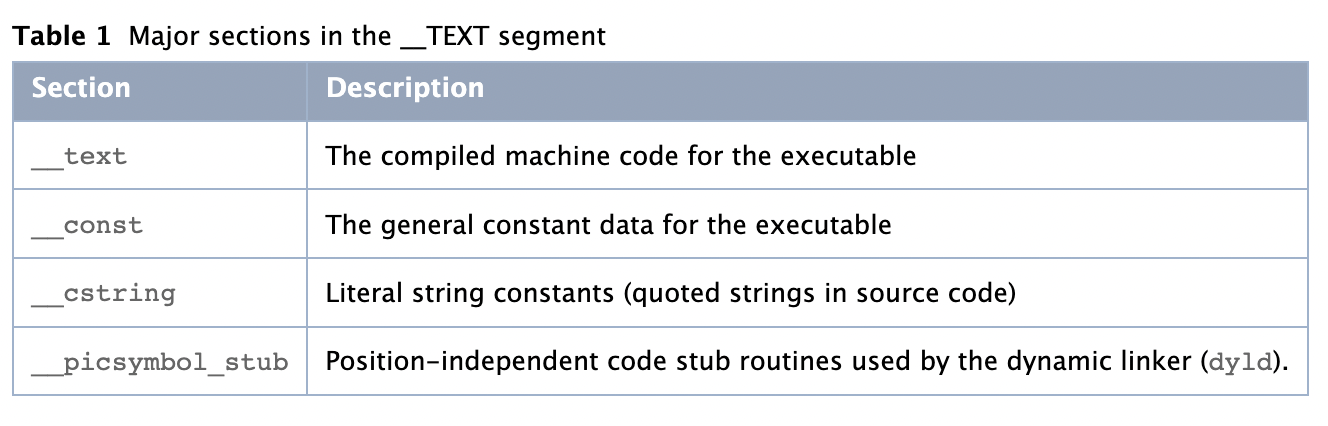 Table 1 Major sections in the __TEXT segment
Section Description
__text The compiled machine code for the executable
__const The general constant data for the executable
__cstring Literal string constants (quoted strings in source code)
__picsymbol_stub Position-independent code stub routines used by the dynamic linker (dyld).